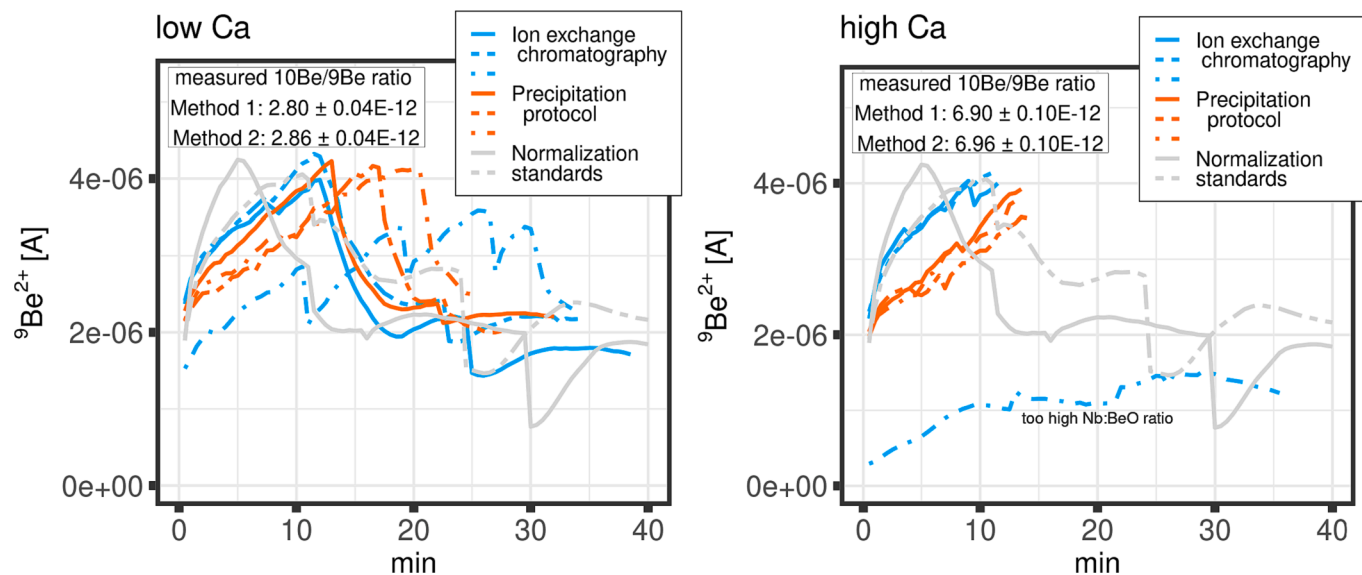 low Ca
Ion exchange
chromatography
Precipitation
protocol
Normalization
standards
measured 10Be/9Be ratio
Method 1: 2.80 ± 0.04E-12
Method 2: 2.86 ± 0.04E-12
4e-06
2e-06
0e+00
⁹Be²⁺ [A]
0 10 20 30 40
min
high Ca
Ion exchange
chromatography
Precipitation
protocol
Normalization
standards
measured 10Be/9Be ratio
Method 1: 6.90 ± 0.10E-12
Method 2: 6.96 ± 0.10E-12
4e-06
2e-06
0e+00
⁹Be²⁺ [A]
too high Nb:BeO ratio
0 10 20 30 40
min